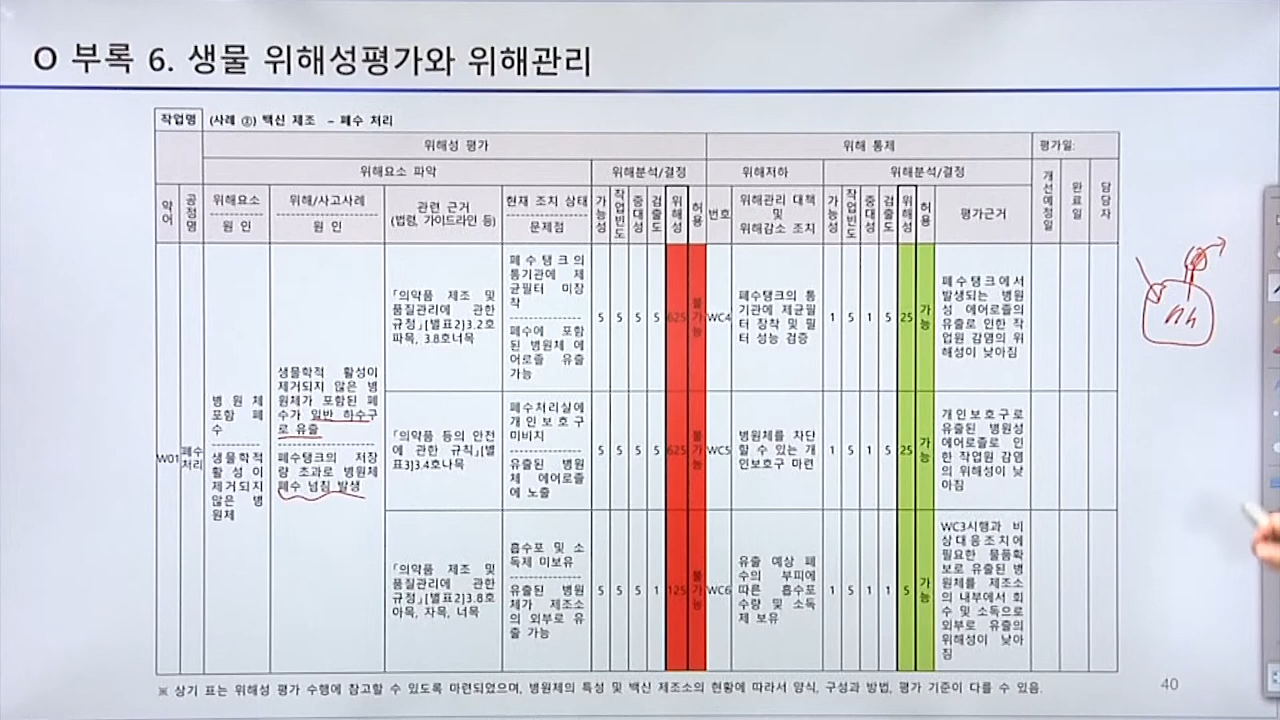 O 부록 6. 생물 위해성평가와 위해관리
작업명
(사례 ②) 백신 제조 - 폐수 처리
위해성 평가
위해 통제
평가일:
위해요소 파악
위해분석/결정
위해저하
위해분석/결정
약어
공정명
위해요소
원 인
위해/사고사례
원 인
관련 근거
(법령, 가이드라인 등)
현재 조치 상태
문제점
가능성
작업빈도
중대성
검출도
위해성
허용
번호
위해관리 대책
및
위해감소 조치
가능성
작업빈도
중대성
검출도
위해성
허용
평가근거
개선예정일
완료일
담당자
W01
폐수
처리
병 원 체
포함 폐
수
생물학적
활 성 이
제거되지
않은 병
원체
생물학적 활성이
제거되지 않은 병
원체가 포함된 폐
수가 일반 하수구
로 유출
폐수탱크의 저장
량 초과로 병원체
폐수 넘침 발생
「의약품 제조 및
품질관리에 관한
규정」[별표2]3.2호
파목, 3.8호너목
폐수탱크의
통기관에 제
균필터 미장
착
폐수에 포함
된 병원체 에
어로졸 유출
가능
5 5 5 5 625 불가능
WC4
폐수탱크의 통
기관에 제균필
터 장착 및 필
터 성능 검증
1 5 1 5 25 가능
폐수탱크에서
발생되는 병원
성 에어로졸의
유출로 인한 작
업원 감염의 위
해성이 낮아짐
「의약품 등의 안전
에 관한 규칙」[별
표3]3.4호나목
폐수처리실에
개인보호구
미비치
유출된 병원
체 에어로졸
에 노출
5 5 5 5 625 불가능
WC5
병원체를 차단
할 수 있는 개
인보호구 마련
1 5 1 5 25 가능
개인보호구로
유출된 병원성
에어로졸로 인
한 작업원 감염
의 위해성이 낮
아짐
「의약품 제조 및
품질관리에 관한
규정」[별표2]3.8호
아목, 자목, 너목
흡수포 및 소
독제 미보유
유출된 병원
체가 제조소
의 외부로 유
출 가능
5 5 5 1 125 불가능
WC6
유출 예상 폐
수의 부피에
따른 흡수포
수량 및 소독
제 보유
1 5 1 1 5 가능
WC3시행과 비
상대응조치에
필요한 물품확
보로 유출된 병
원체를 제조소
의 내부에서 회
수 및 소독으로
외부로 유출의
위해성이 낮아
짐
※ 상기 표는 위해성 평가 수행에 참고할 수 있도록 마련되었으며, 병원체의 특성 및 백신 제조소의 현황에 따라서 양식, 구성과 방법, 평가 기준이 다를 수 있음.
40